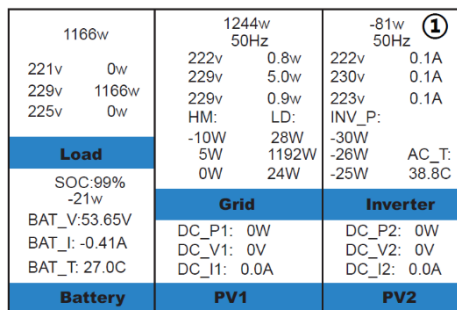 1166w
221v 0w
229v 1166w
225v 0w
Load
1244w
50Hz
222v 0.8w
229v 5.0w
229v 0.9w
HM: LD:
-10W 28W
5W 1192W
0W 24W
Grid
-81w ①
50Hz
222v 0.1A
230v 0.1A
223v 0.1A
INV_P:
-30W
-26W AC_T:
-25W 38.8C
Inverter
SOC:99%
-21w
BAT_V:53.65V
BAT_I: -0.41A
BAT_T: 27.0C
Battery
DC_P1: 0W
DC_V1: 0V
DC_I1: 0.0A
PV1
DC_P2: 0W
DC_V2: 0V
DC_I2: 0.0A
PV2